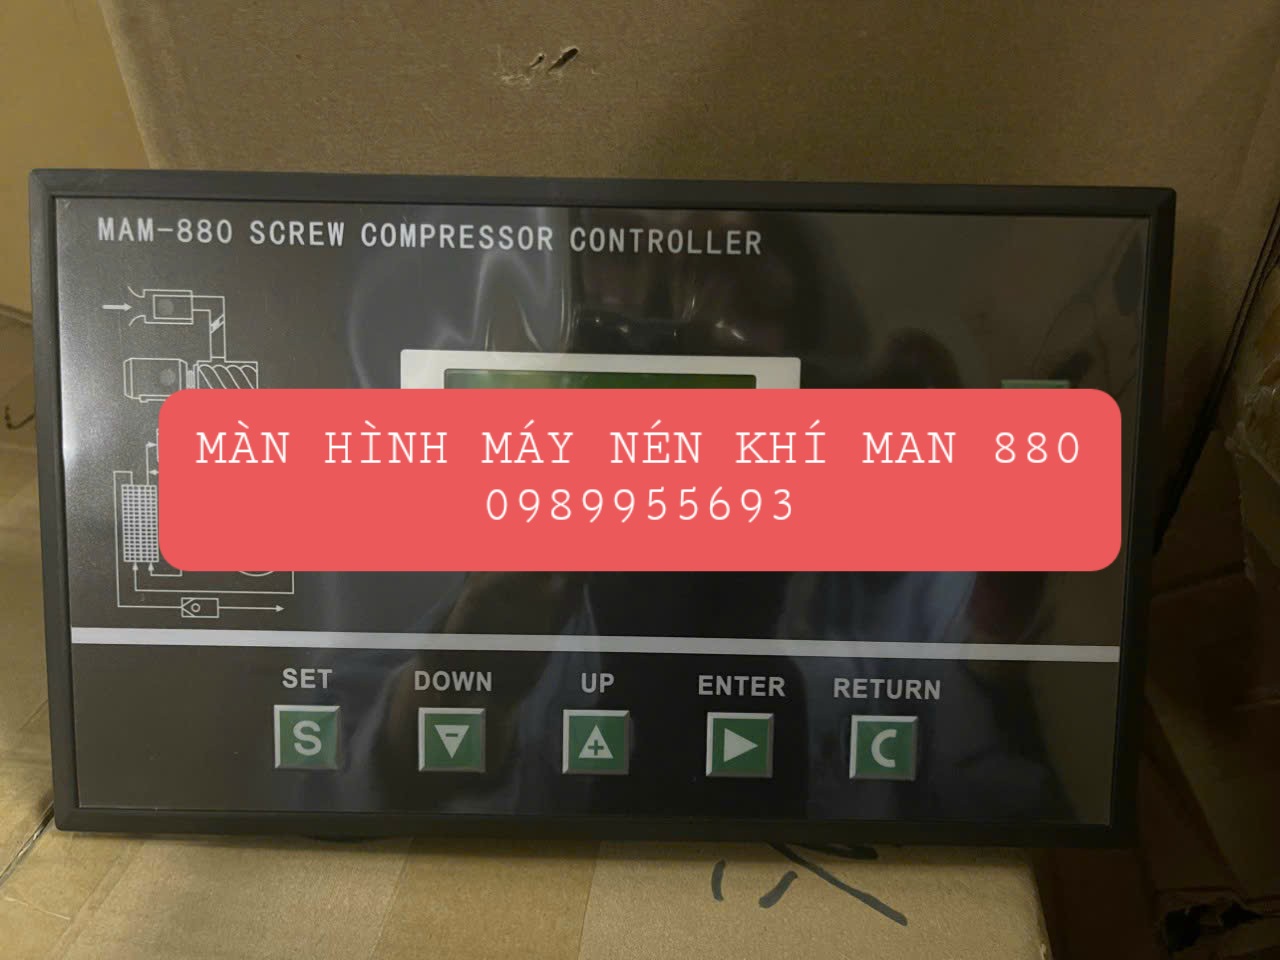 MAM-880 SCREW COMPRESSOR CONTROLLER
MÀN HÌNH MÁY NÉN KHÍ MAN 880
0989955693
SET DOWN UP ENTER RETURN
S - + C